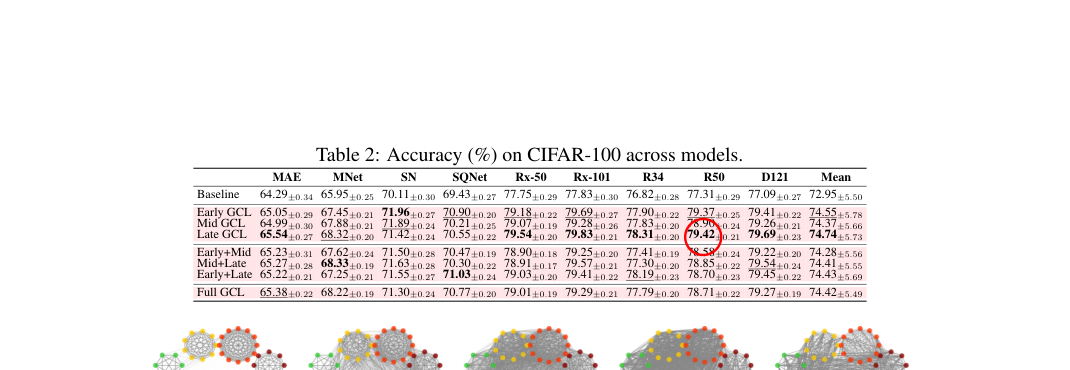 Table 2: Accuracy (%) on CIFAR-100 across models.
MAE MNet SN SQNet Rx-50 Rx-101 R34 R50 D121 Mean
Baseline 64.29±0.34 65.95±0.25 70.11±0.30 69.43±0.27 77.75±0.29 77.83±0.30 76.82±0.28 77.31±0.29 77.09±0.27 72.95±5.50
Early GCL 65.05±0.29 67.45±0.21 71.96±0.27 70.90±0.20 79.18±0.22 79.69±0.27 77.90±0.22 79.37±0.25 79.41±0.22 74.55±5.78
Mid GCL 64.99±0.30 67.88±0.21 71.89±0.24 70.21±0.25 79.07±0.19 79.28±0.26 77.83±0.20 78.90±0.24 79.26±0.21 74.37±5.66
Late GCL 65.54±0.27 68.32±0.20 71.42±0.24 70.55±0.22 79.54±0.20 79.83±0.21 78.31±0.20 79.42±0.21 79.69±0.23 74.74±5.73
Early+Mid 65.23±0.31 67.62±0.24 71.50±0.28 70.47±0.19 78.90±0.18 79.25±0.20 77.41±0.19 78.58±0.24 79.22±0.20 74.28±5.56
Mid+Late 65.27±0.28 68.33±0.19 71.63±0.28 70.30±0.22 78.91±0.17 79.57±0.21 77.30±0.20 78.85±0.22 79.54±0.24 74.41±5.55
Early+Late 65.22±0.21 67.25±0.21 71.55±0.27 71.03±0.24 79.03±0.20 79.41±0.22 78.19±0.23 78.70±0.23 79.45±0.22 74.43±5.69
Full GCL 65.38±0.22 68.22±0.19 71.30±0.24 70.77±0.20 79.01±0.19 79.29±0.21 77.79±0.20 78.71±0.22 79.27±0.19 74.42±5.49